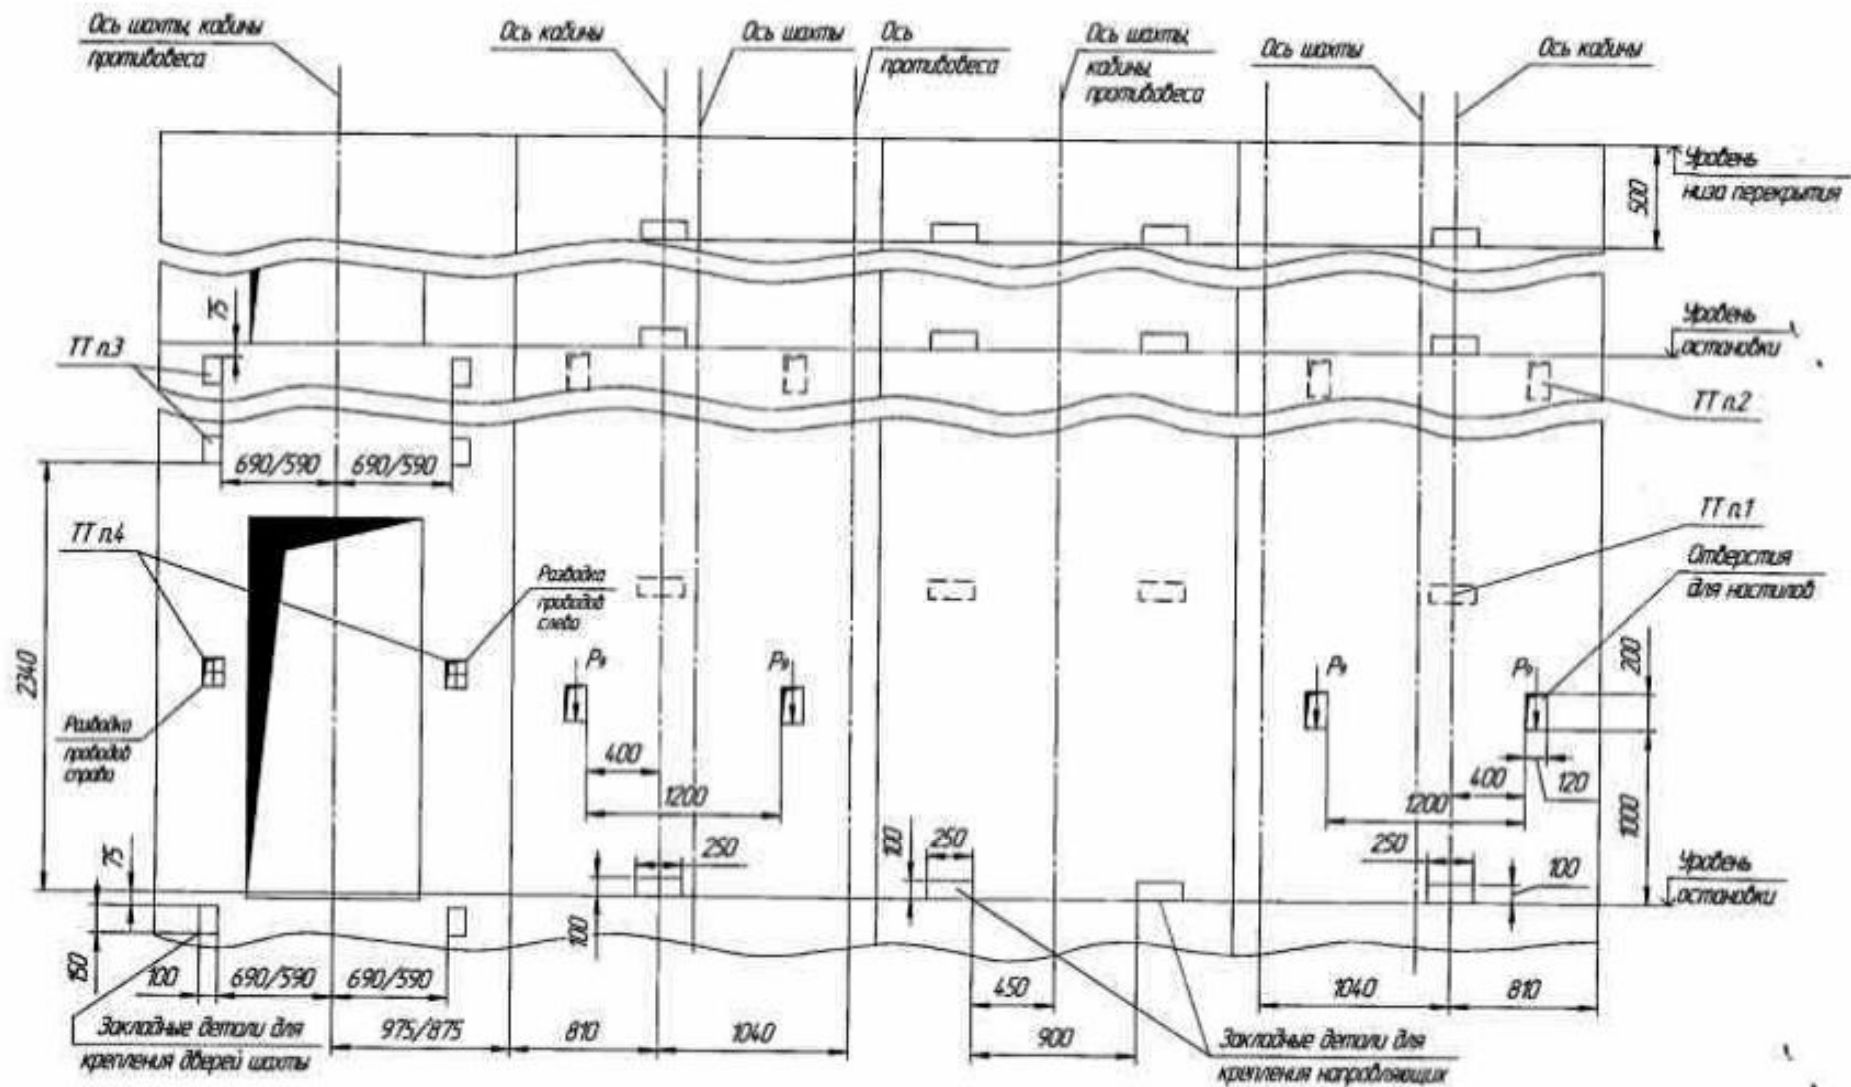 Ось шахты, кабины
противовеса
Ось кабины
Ось шахты
Ось
противовеса
Ось шахты,
кабины,
противовеса
Ось шахты
Ось кабины
500
Уровень
низа перекрытия
75
ТТ п.3
Уровень
остановки
ТТ п.2
690/590
690/590
ТТ п.4
ТТ п.1
Отверстия
для настилов
Разводка
проводов
слева
2340
P₉
P₉
P₉
P₉
200
Разводка
проводов
справа
400
1200
400
120
1200
1000
75
100
250
100
250
250
100
Уровень
остановки
150
100
690/590
690/590
450
1040
810
975/875
810
1040
900
Закладные детали для
крепления дверей шахты
Закладные детали для
крепления направляющих